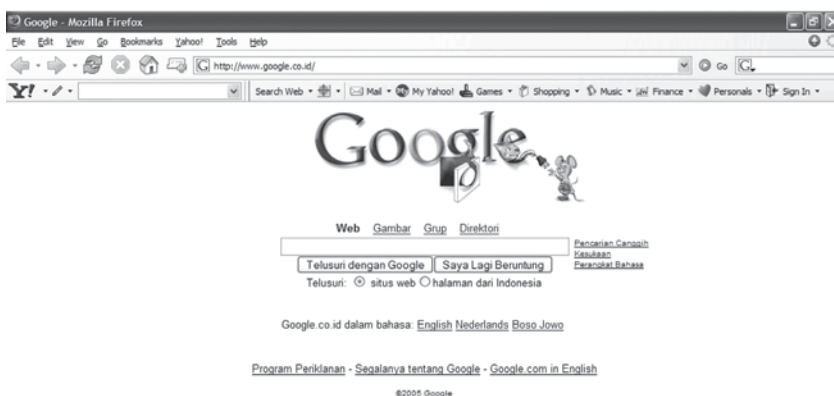 Google - Mozilla Firefox
File Edit View Go Bookmarks Yahoo! Tools Help
http://www.google.co.id/ Go
Y! Search Web Mail My Yahoo! Games Shopping Music Finance Personals Sign In
Google
Web Gambar Grup Direktori
Pencarian Canggih
Kesukaan
Perangkat Bahasa
Telusuri dengan Google Saya Lagi Beruntung
Telusuri: situs web halaman dari Indonesia
Google.co.id dalam bahasa: English Nederlands Boso Jowo
Program Periklanan - Segalanya tentang Google - Google.com in English
©2005 Google